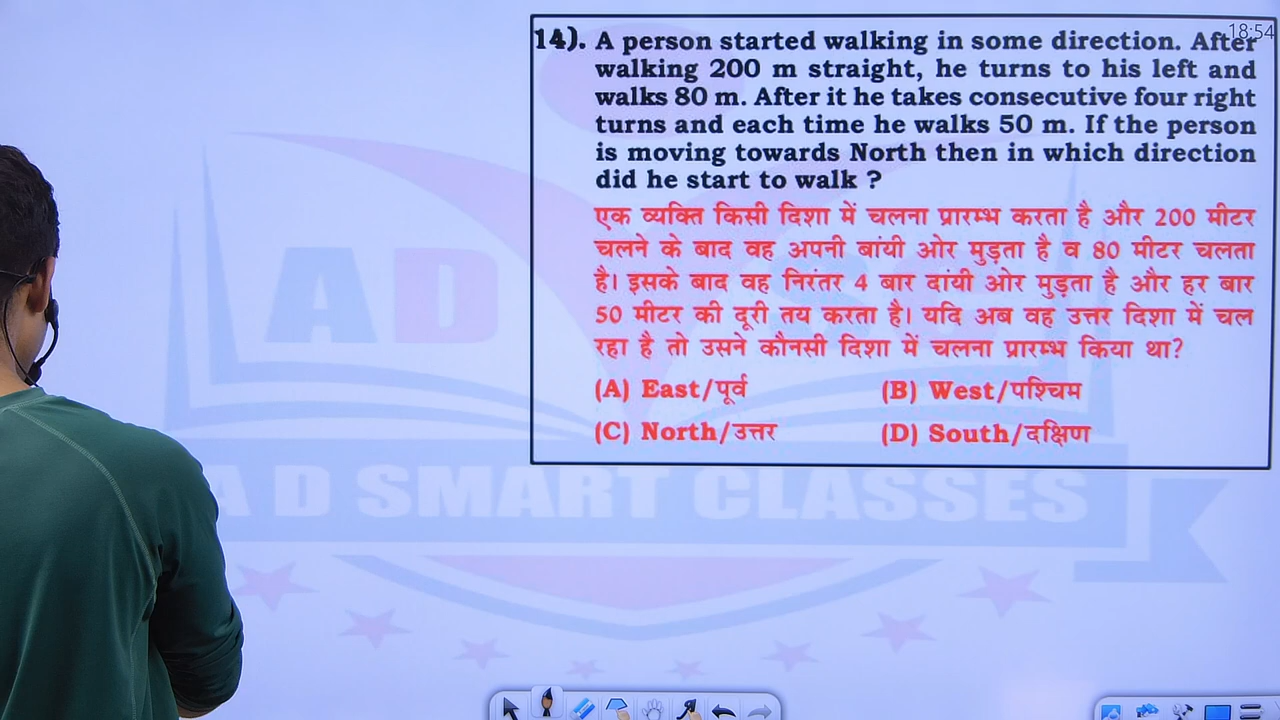 18:54
14). A person started walking in some direction. After
walking 200 m straight, he turns to his left and
walks 80 m. After it he takes consecutive four right
turns and each time he walks 50 m. If the person
is moving towards North then in which direction
did he start to walk ?
एक व्यक्ति किसी दिशा में चलना प्रारम्भ करता है और 200 मीटर
चलने के बाद वह अपनी बांयी ओर मुड़ता है व 80 मीटर चलता
है। इसके बाद वह निरंतर 4 बार दांयी ओर मुड़ता है और हर बार
50 मीटर की दूरी तय करता है। यदि अब वह उत्तर दिशा में चल
रहा है तो उसने कौनसी दिशा में चलना प्रारम्भ किया था?
(A) East/पूर्व (B) West/पश्चिम
(C) North/उत्तर (D) South/दक्षिण
AD
A D SMART CLASSES